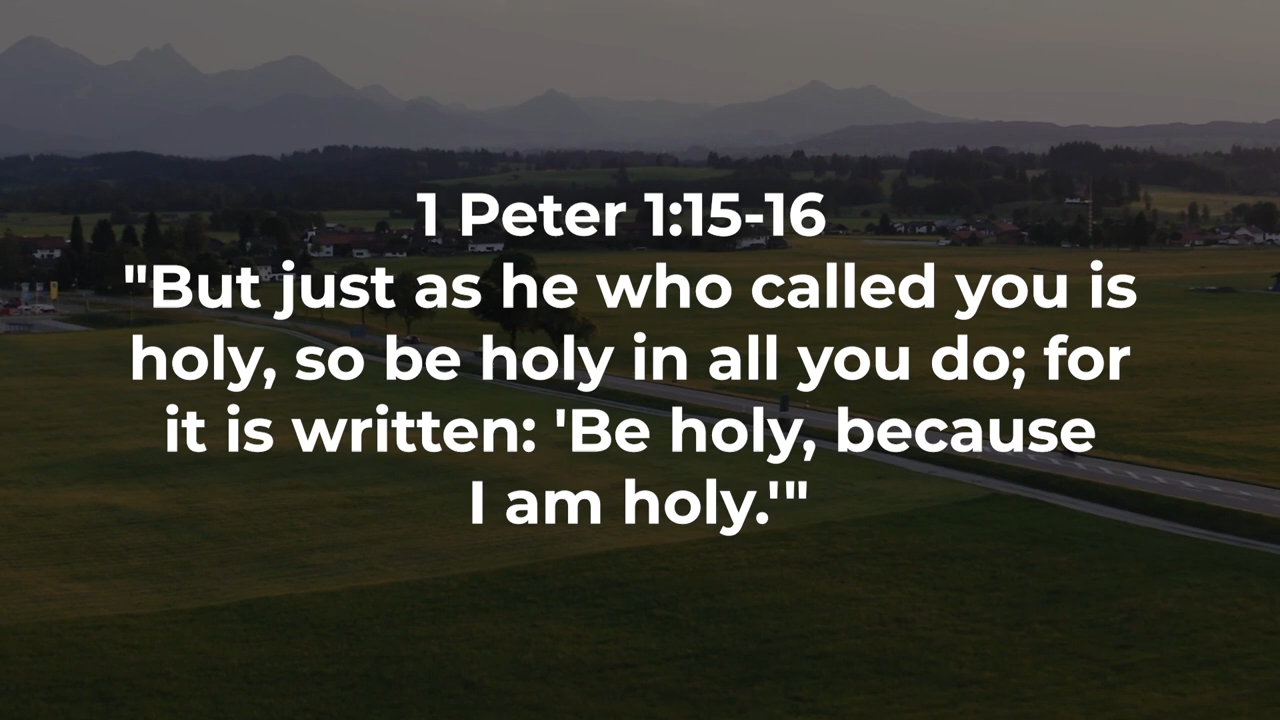 1 Peter 1:15-16
"But just as he who called you is
holy, so be holy in all you do; for
it is written: 'Be holy, because
I am holy.'"